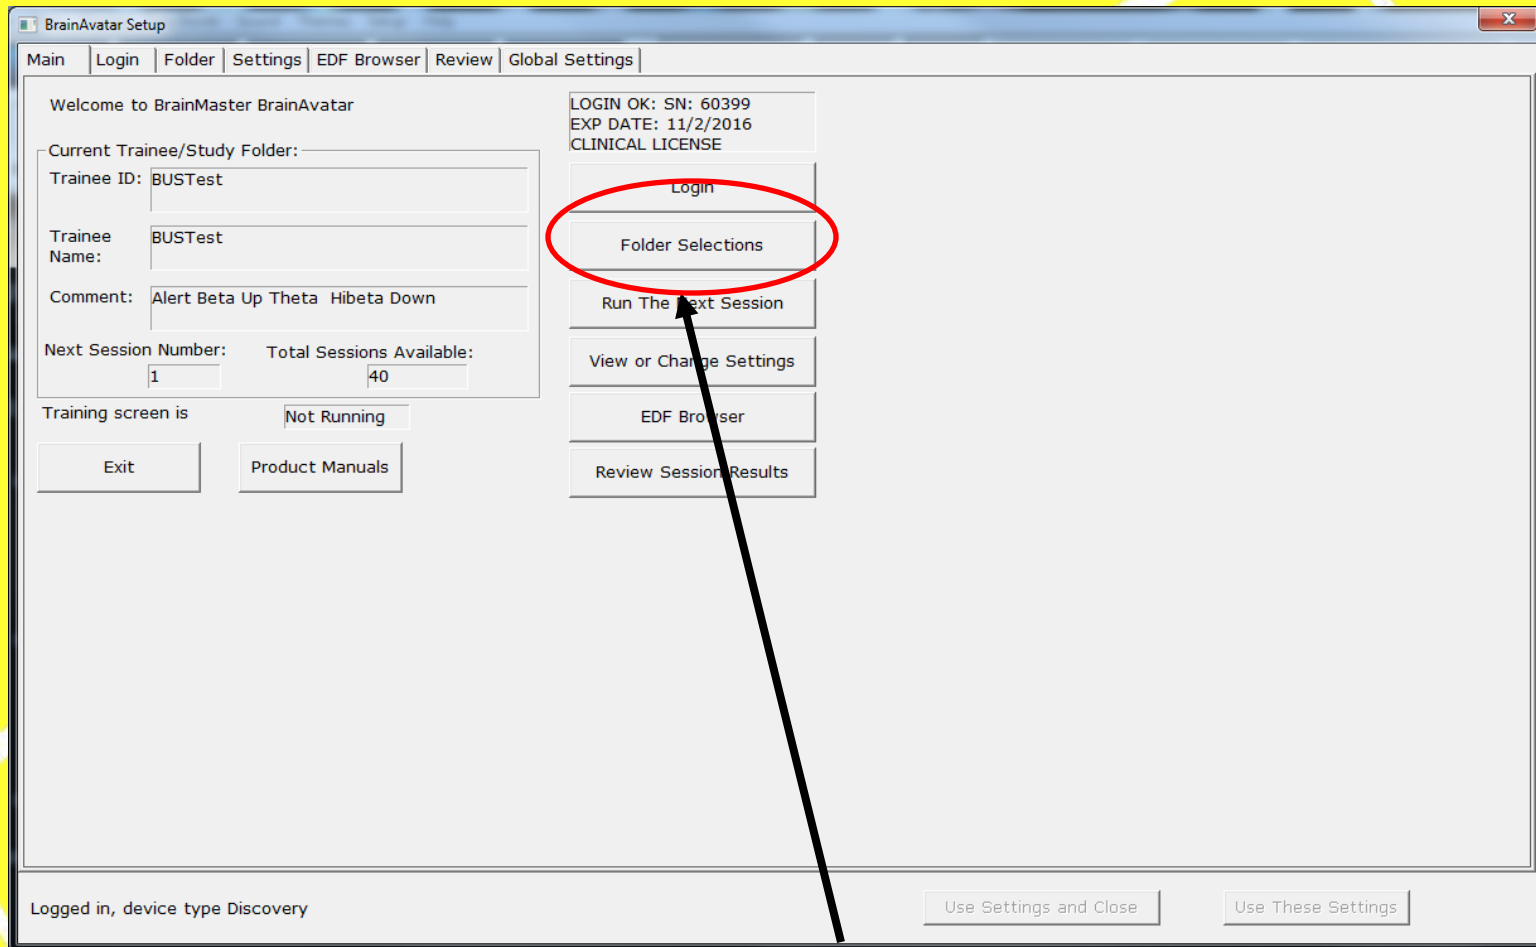 BrainAvatar Setup
Main Login Folder Settings EDF Browser Review Global Settings
Welcome to BrainMaster BrainAvatar
Current Trainee/Study Folder:
Trainee ID: BUSTest
Trainee Name: BUSTest
Comment: Alert Beta Up Theta Hibeta Down
Next Session Number: 1
Total Sessions Available: 40
Training screen is Not Running
Exit
Product Manuals
LOGIN OK: SN: 60399
EXP DATE: 11/2/2016
CLINICAL LICENSE
Login
Folder Selections
Run The Next Session
View or Change Settings
EDF Browser
Review Session Results
Logged in, device type Discovery
Use Settings and Close
Use These Settings